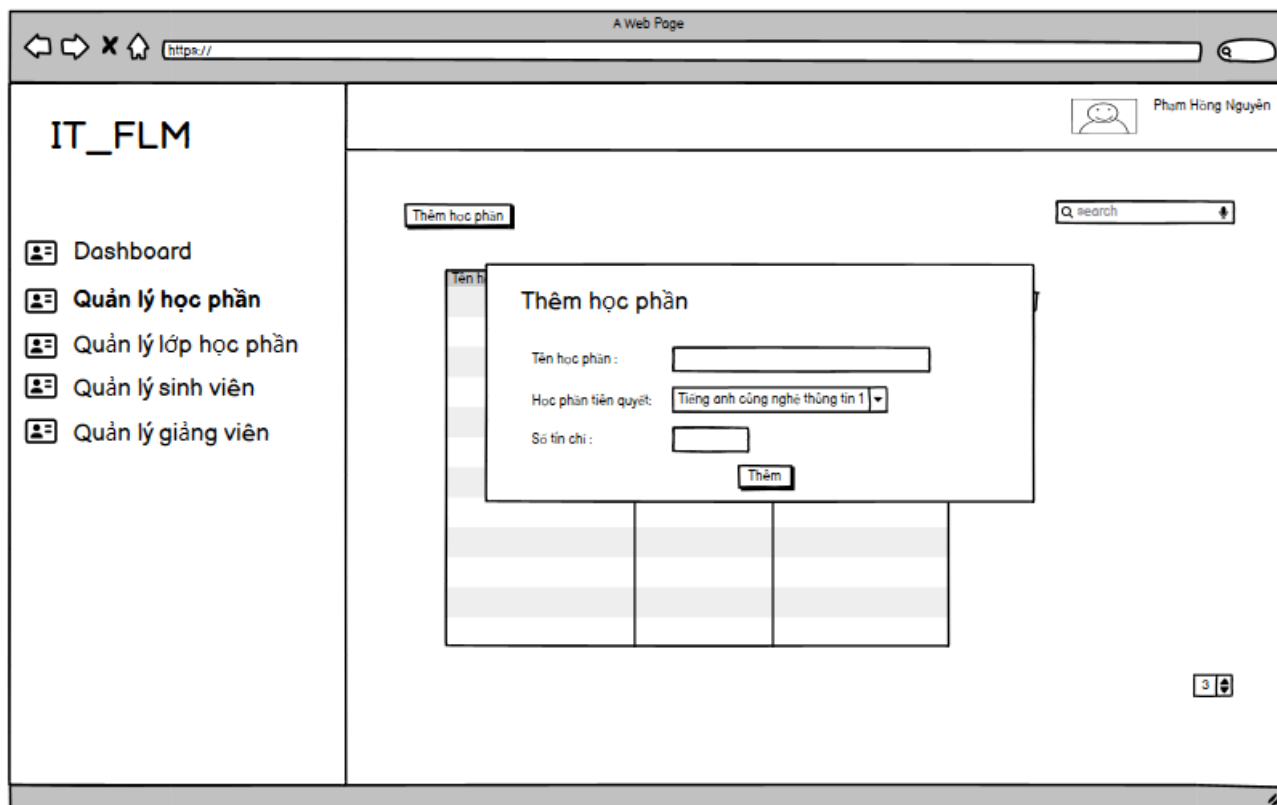 A Web Page
https://
IT_FLM
Phạm Hồng Nguyên
Thêm học phần
search
Dashboard
Quản lý học phần
Quản lý lớp học phần
Quản lý sinh viên
Quản lý giảng viên
Tên h
Thêm học phần
Tên học phần :
Học phần tiên quyết:
Tiếng anh công nghệ thông tin 1
Số tín chỉ :
Thêm
3